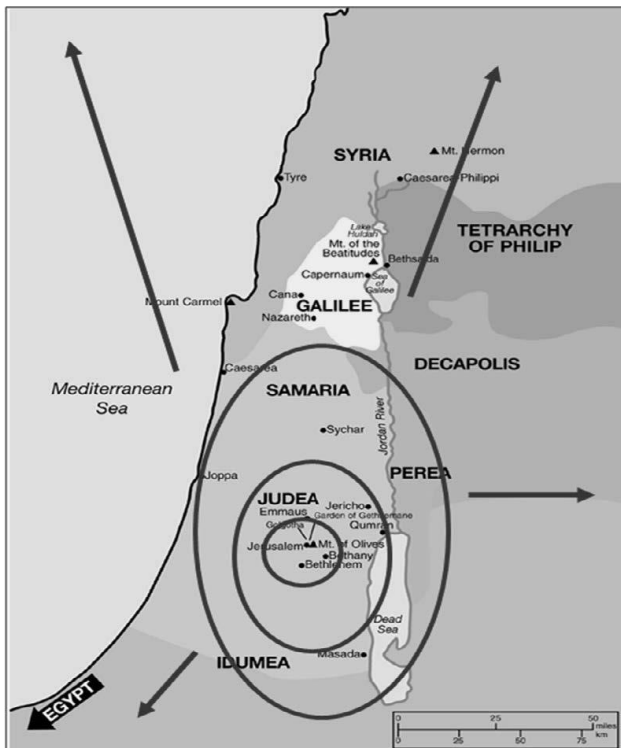 SYRIA
Mt. Hermon
Tyre
Caesarea-Philippi
TETRARCHY
OF PHILIP
Lake
Huldah
Mt. of the
Beatitudes
Bethsaida
Capernaum
Sea
of
Galilee
Cana
Mount Carmel
GALILEE
Nazareth
DECAPOLIS
Caesarea
Mediterranean
Sea
SAMARIA
Sychar
Jordan River
Joppa
PEREA
JUDEA
Jericho
Emmaus
Garden of Gethsemane
Golgotha
Qumran
Jerusalem
Mt. of Olives
Bethany
Bethlehem
Dead
Sea
IDUMEA
Masada
EGYPT
0 25 50
miles
km
0 25 50 75